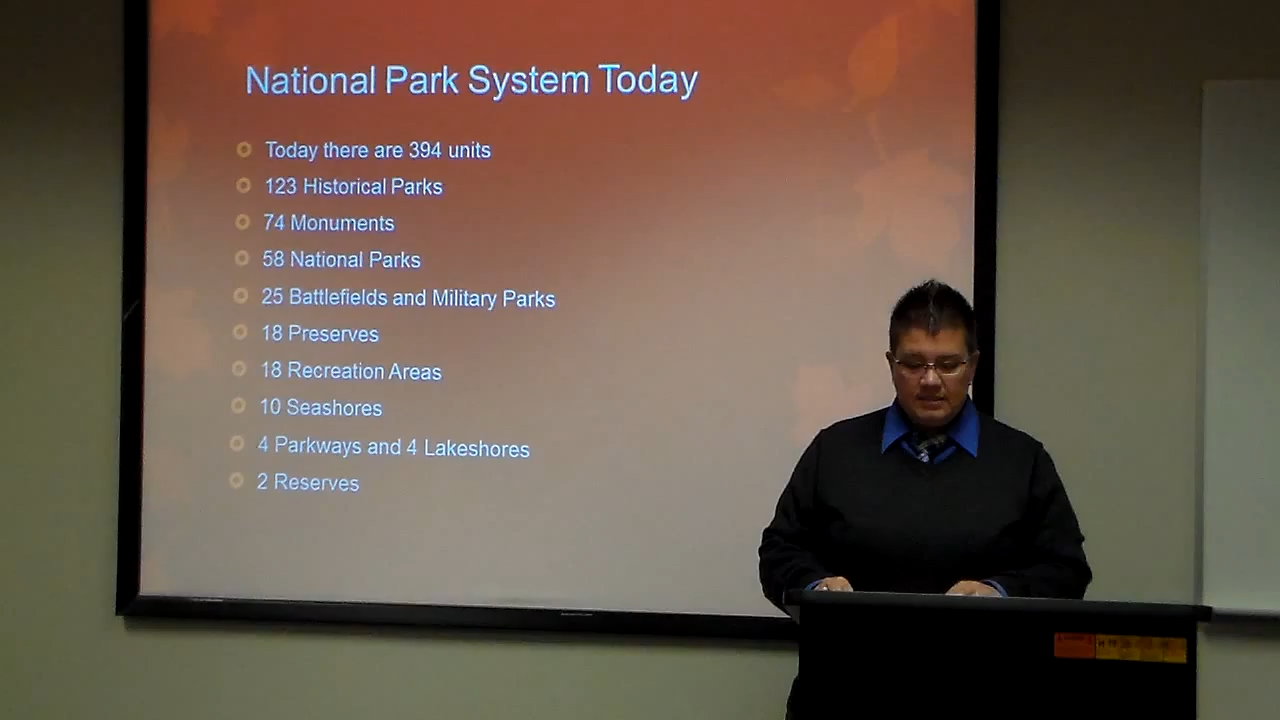 National Park System Today
Today there are 394 units
123 Historical Parks
74 Monuments
58 National Parks
25 Battlefields and Military Parks
18 Preserves
18 Recreation Areas
10 Seashores
4 Parkways and 4 Lakeshores
2 Reserves